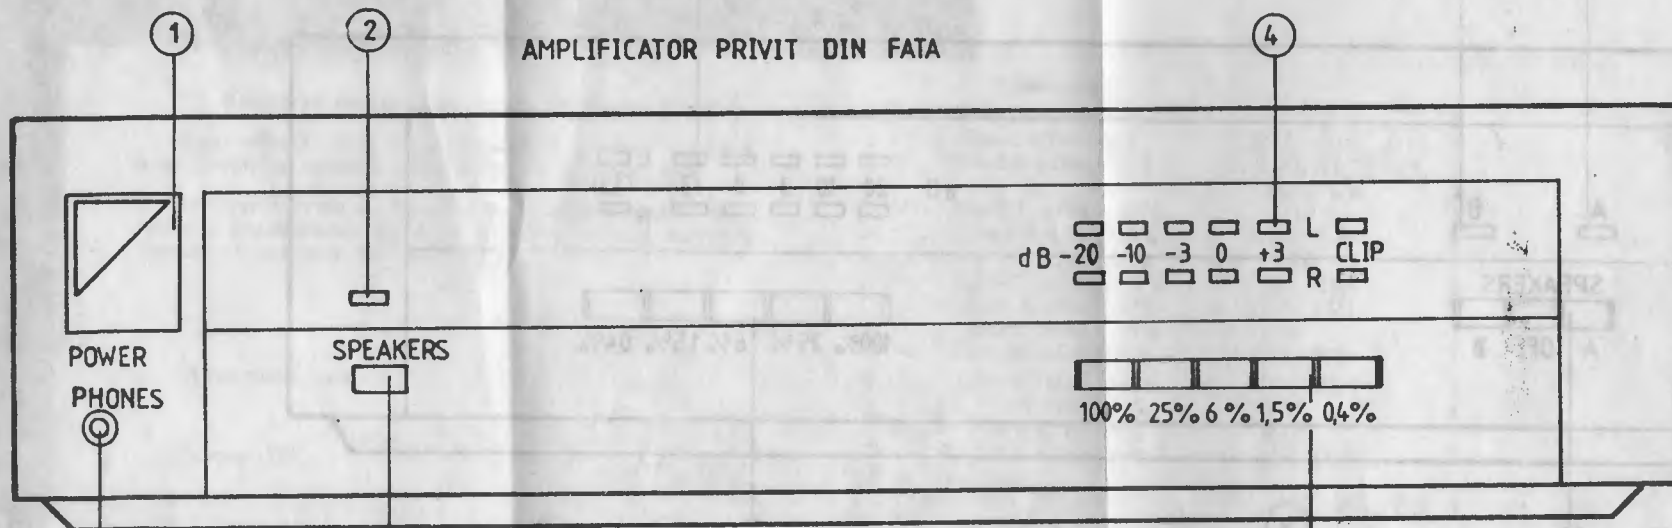 1 2 4
AMPLIFICATOR PRIVIT DIN FATA
L
dB -20 -10 -3 0 +3 CLIP
R
POWER
SPEAKERS
PHONES
100% 25% 6% 1,5% 0,4%